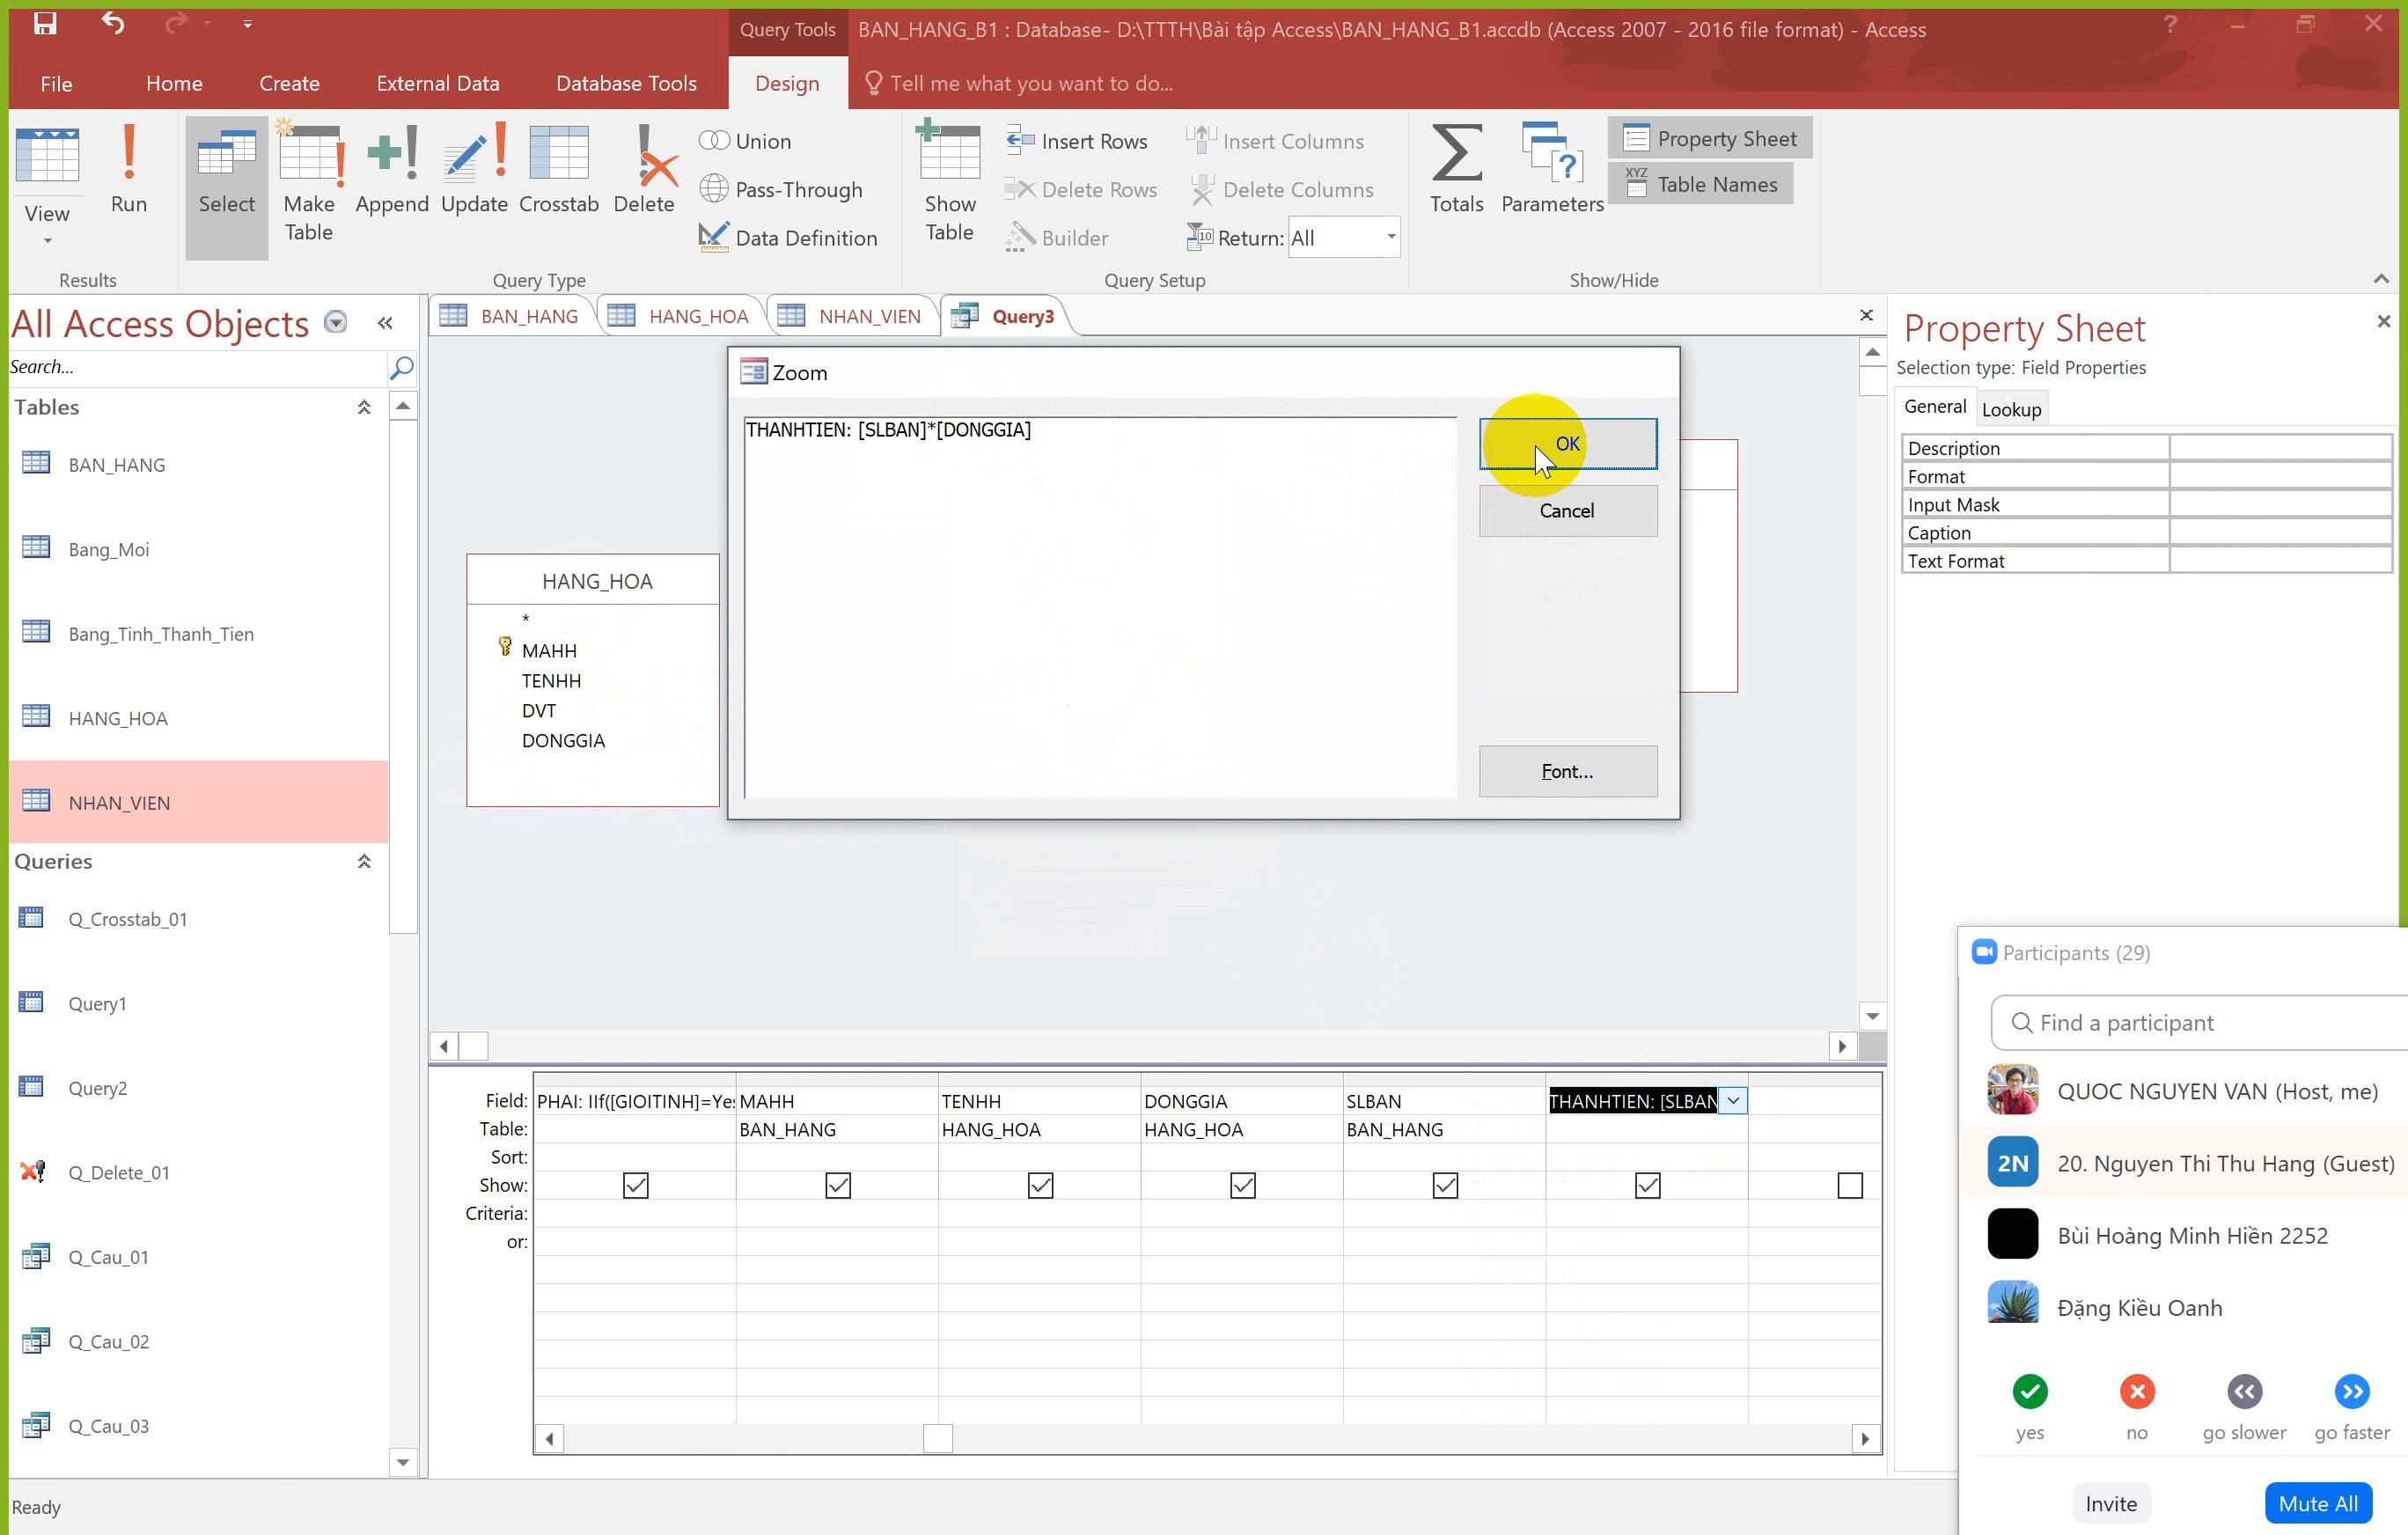 Query Tools
BAN_HANG_B1 : Database- D:\TTTH\Bài tập Access\BAN_HANG_B1.accdb (Access 2007 - 2016 file format) - Access
File
Home
Create
External Data
Database Tools
Design
Tell me what you want to do...
View
Run
Select
Make Table
Append
Update
Crosstab
Delete
Union
Pass-Through
Data Definition
Show Table
Insert Rows
Delete Rows
Builder
Insert Columns
Delete Columns
Return: All
Totals
Parameters
Property Sheet
XYZ
Table Names
Results
Query Type
Query Setup
Show/Hide
All Access Objects
Search...
Tables
BAN_HANG
Bang_Moi
Bang_Tinh_Thanh_Tien
HANG_HOA
NHAN_VIEN
Queries
Q_Crosstab_01
Query1
Query2
Q_Delete_01
Q_Cau_01
Q_Cau_02
Q_Cau_03
Ready
BAN_HANG
HANG_HOA
NHAN_VIEN
Query3
Zoom
THANHTIEN: [SLBAN]*[DONGGIA]
OK
Cancel
Font...
HANG_HOA
*
MAHH
TENHH
DVT
DONGGIA
Field: PHAI: IIf([GIOITINH]=Yes MAHH TENHH DONGGIA SLBAN THANHTIEN: [SLBAN
Table: BAN_HANG HANG_HOA HANG_HOA BAN_HANG
Sort:
Show:
Criteria:
or:
Property Sheet
Selection type: Field Properties
General
Lookup
Description
Format
Input Mask
Caption
Text Format
Participants (29)
Find a participant
QUOC NGUYEN VAN (Host, me)
2N
20. Nguyen Thi Thu Hang (Guest)
Bùi Hoàng Minh Hiền 2252
Đặng Kiều Oanh
yes
no
go slower
go faster
Invite
Mute All